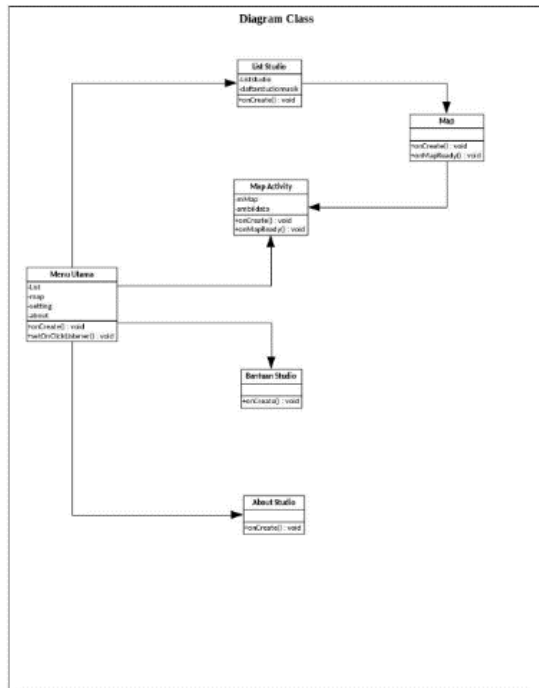 Diagram Class
List Studio
-Liststudio
-daftarstudiomusik
+onCreate() : void
Map
+onCreate() : void
+onMapReady() : void
Map Activity
-mMap
-ambildata
+onCreate() : void
+onMapReady() : void
Menu Utama
-List
-map
-setting
-about
+onCreate() : void
+setOnClickListener() : void
Bantuan Studio
+onCreate() : void
About Studio
+onCreate() : void